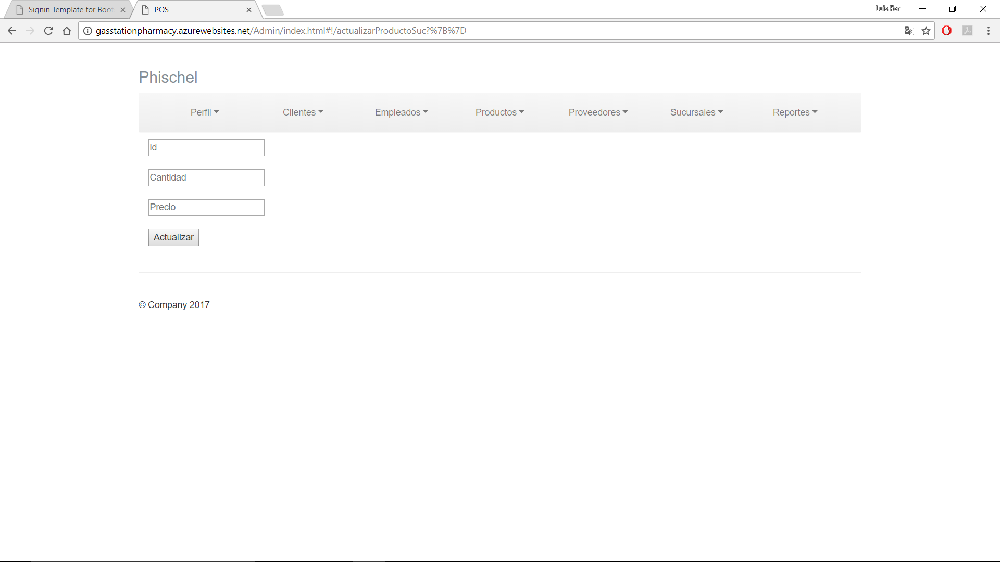 Signin Template for Boot
POS
Luis Fer
gasstationpharmacy.azurewebsites.net/Admin/index.html#!/actualizarProductoSuc?%7B%7D
Phischel
Perfil Clientes Empleados Productos Proveedores Sucursales Reportes
id
Cantidad
Precio
Actualizar
© Company 2017